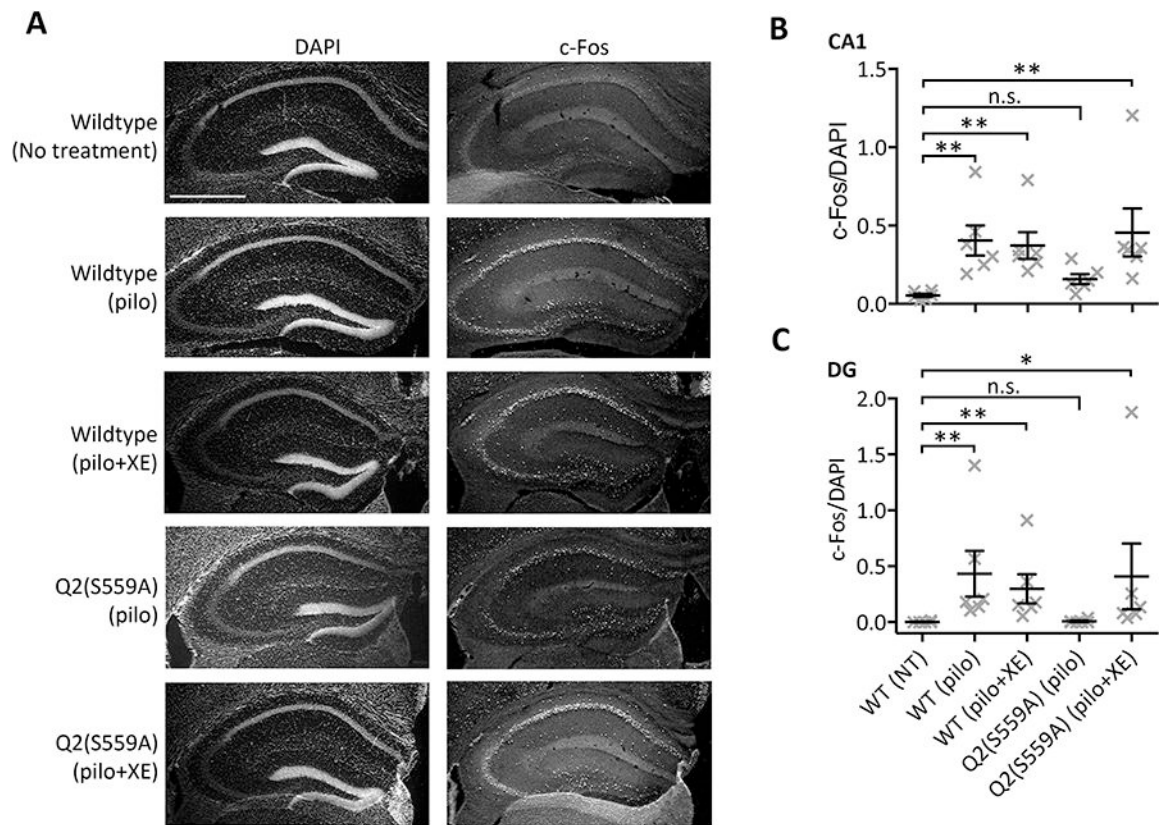 A
DAPI
c-Fos
Wildtype
(No treatment)
Wildtype
(pilo)
Wildtype
(pilo+XE)
Q2(S559A)
(pilo)
Q2(S559A)
(pilo+XE)
B
CA1
c-Fos/DAPI
1.5
1.0
0.5
0.0
**
n.s.
**
**
C
DG
c-Fos/DAPI
2.0
1.5
1.0
0.5
0.0
*
n.s.
**
**
WT (NT)
WT (pilo)
WT (pilo+XE)
Q2(S559A) (pilo)
Q2(S559A) (pilo+XE)